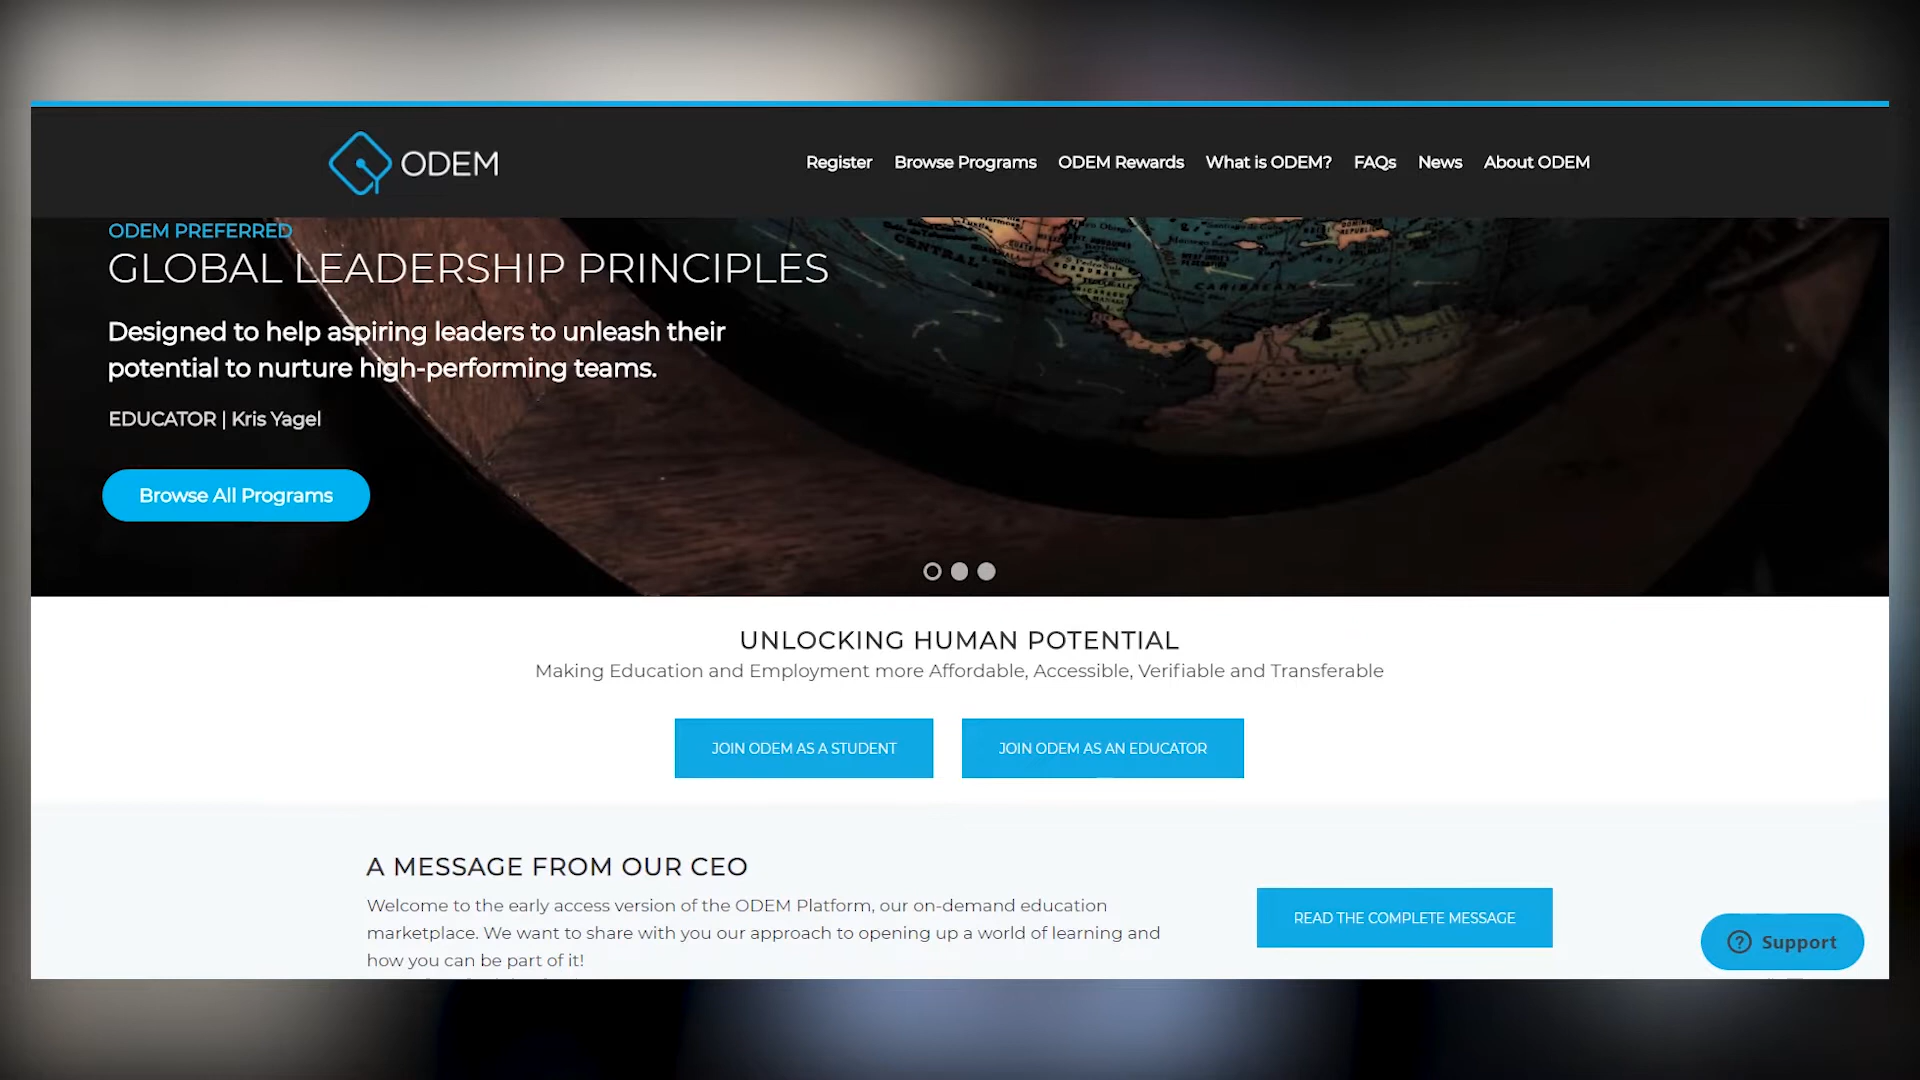 ODEM
Register Browse Programs ODEM Rewards What is ODEM? FAQs News About ODEM
ODEM PREFERRED
GLOBAL LEADERSHIP PRINCIPLES
Designed to help aspiring leaders to unleash their
potential to nurture high-performing teams.
EDUCATOR | Kris Yagel
Browse All Programs
CENTRAL
AMERICA
HONDURAS
CARIBBEAN
UNLOCKING HUMAN POTENTIAL
Making Education and Employment more Affordable, Accessible, Verifiable and Transferable
JOIN ODEM AS A STUDENT
JOIN ODEM AS AN EDUCATOR
A MESSAGE FROM OUR CEO
Welcome to the early access version of the ODEM Platform, our on-demand education
marketplace. We want to share with you our approach to opening up a world of learning and
how you can be part of it!
READ THE COMPLETE MESSAGE
Support